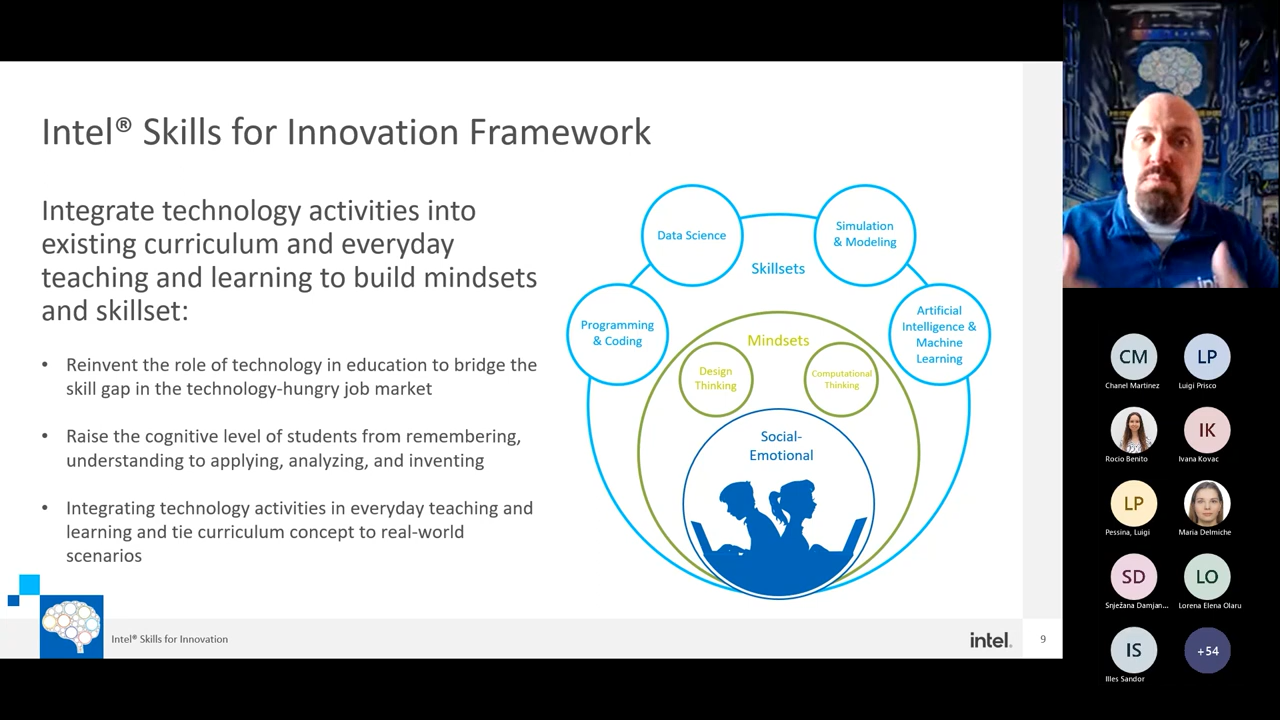 Intel® Skills for Innovation Framework
Integrate technology activities into
existing curriculum and everyday
teaching and learning to build mindsets
and skillset:
• Reinvent the role of technology in education to bridge the
skill gap in the technology-hungry job market
• Raise the cognitive level of students from remembering,
understanding to applying, analyzing, and inventing
• Integrating technology activities in everyday teaching and
learning and tie curriculum concept to real-world
scenarios
Data Science
Simulation
& Modeling
Skillsets
Programming
& Coding
Artificial
Intelligence &
Machine
Learning
Mindsets
Design
Thinking
Computational
Thinking
Social-
Emotional
Intel® Skills for Innovation
intel.
9
CM
Chanel Martinez
LP
Luigi Prisco
Rocio Benito
IK
Ivana Kovac
LP
Pessina, Luigi
Maria Delmiche
SD
Snježana Damjan...
LO
Lorena Elena Olaru
IS
Illes Sandor
+54